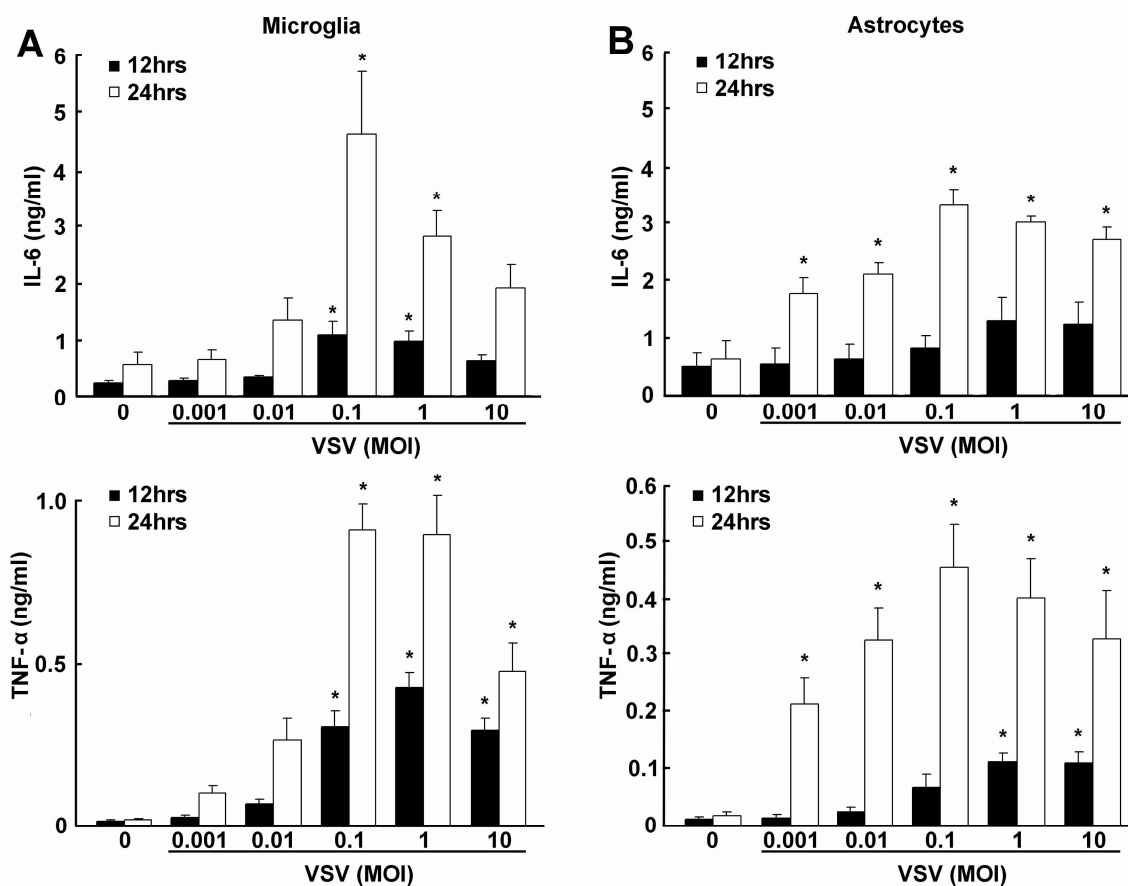 A
Microglia
6
5
4
3
2
1
0
IL-6 (ng/ml)
12hrs
24hrs
*
*
*
*
0 0.001 0.01 0.1 1 10
VSV (MOI)
B
Astrocytes
6
5
4
3
2
1
0
IL-6 (ng/ml)
12hrs
24hrs
*
*
*
*
*
0 0.001 0.01 0.1 1 10
VSV (MOI)
1.0
0.5
0
TNF-α (ng/ml)
12hrs
24hrs
*
*
*
*
*
*
0 0.001 0.01 0.1 1 10
VSV (MOI)
0.6
0.5
0.4
0.3
0.2
0.1
0
TNF-α (ng/ml)
12hrs
24hrs
*
*
*
*
*
*
*
0 0.001 0.01 0.1 1 10
VSV (MOI)